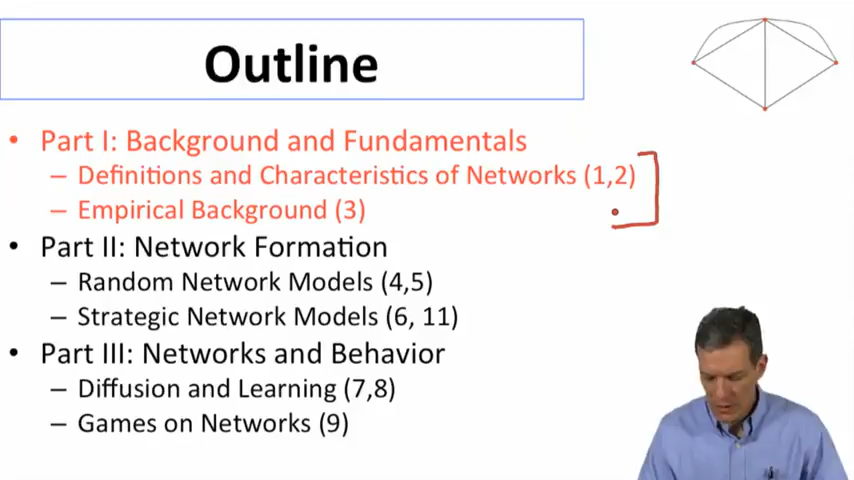 Outline
• Part I: Background and Fundamentals
– Definitions and Characteristics of Networks (1,2)
– Empirical Background (3)
• Part II: Network Formation
– Random Network Models (4,5)
– Strategic Network Models (6, 11)
• Part III: Networks and Behavior
– Diffusion and Learning (7,8)
– Games on Networks (9)